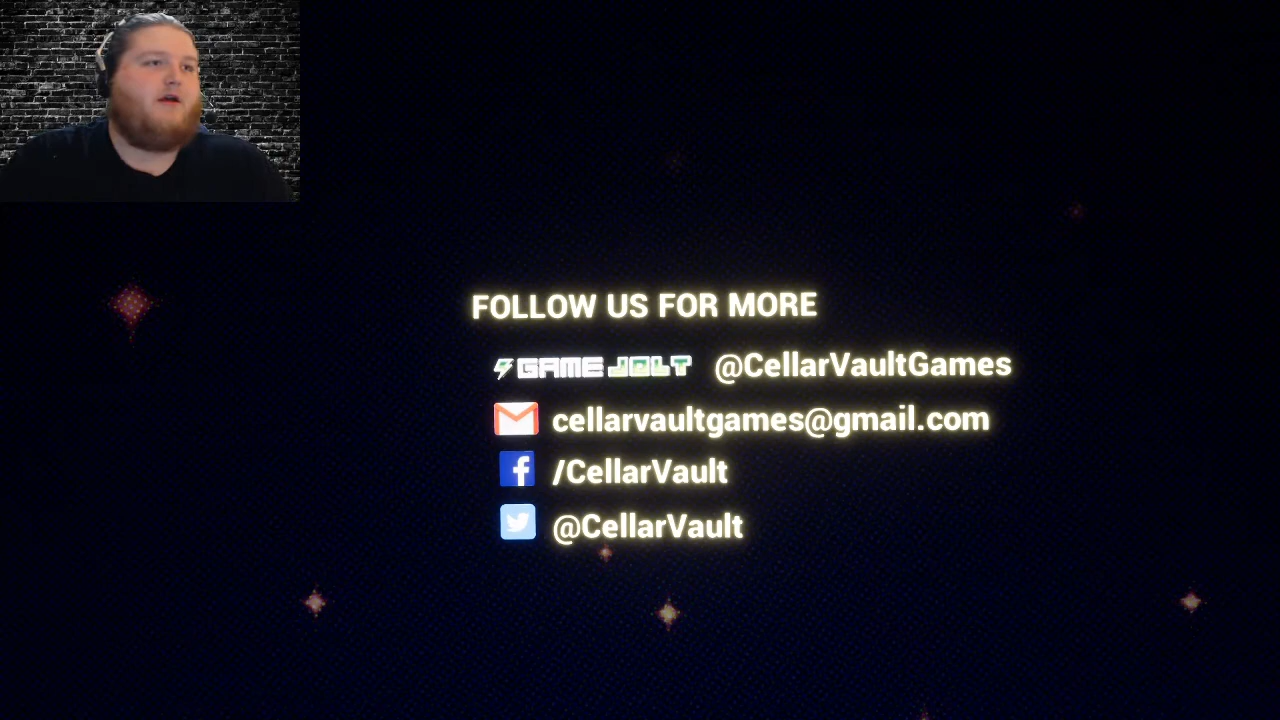 FOLLOW US FOR MORE
GAME JOLT @CellarVaultGames
cellarvaultgames@gmail.com
f /CellarVault
@CellarVault